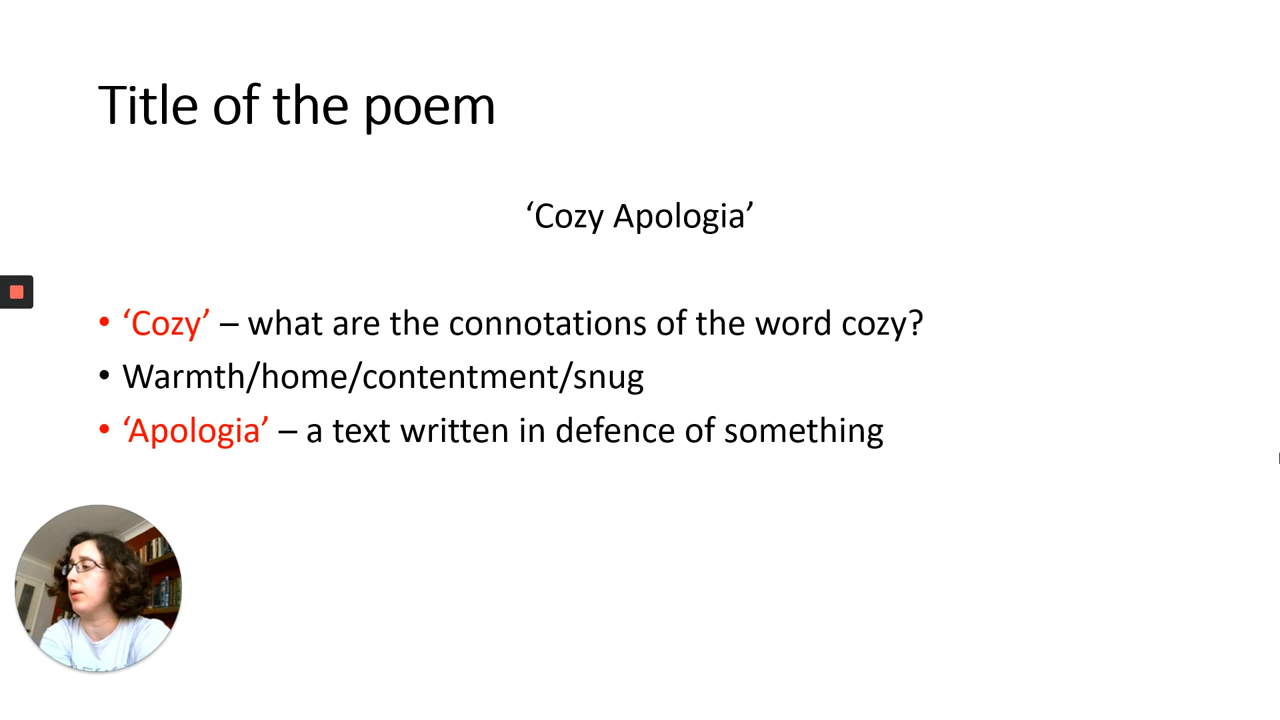 Title of the poem
‘Cozy Apologia’
• ‘Cozy’ – what are the connotations of the word cozy?
• Warmth/home/contentment/snug
• ‘Apologia’ – a text written in defence of something